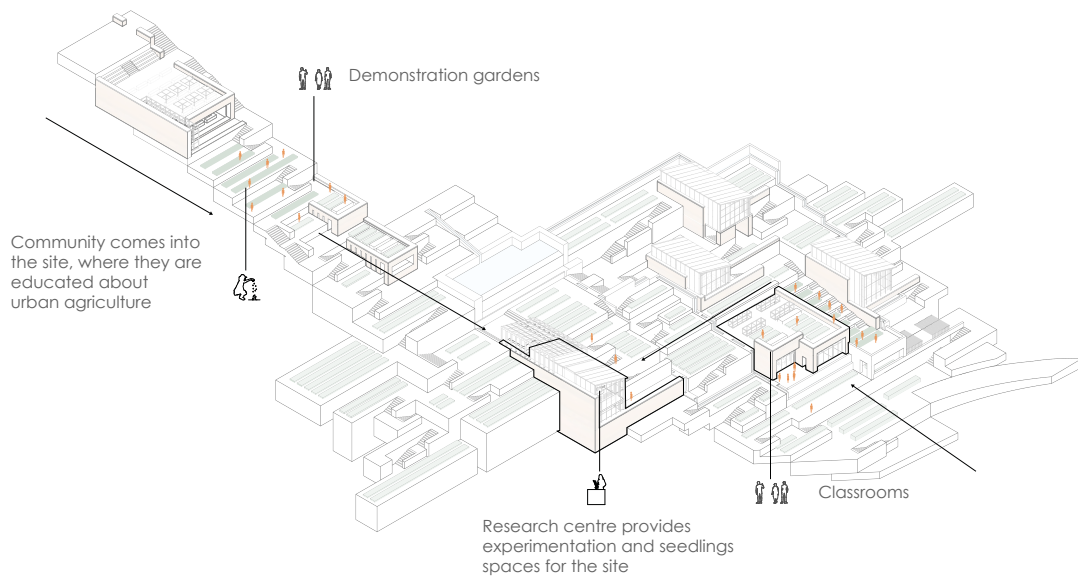 Demonstration gardens
Community comes into
the site, where they are
educated about
urban agriculture
Classrooms
Research centre provides
experimentation and seedlings
spaces for the site